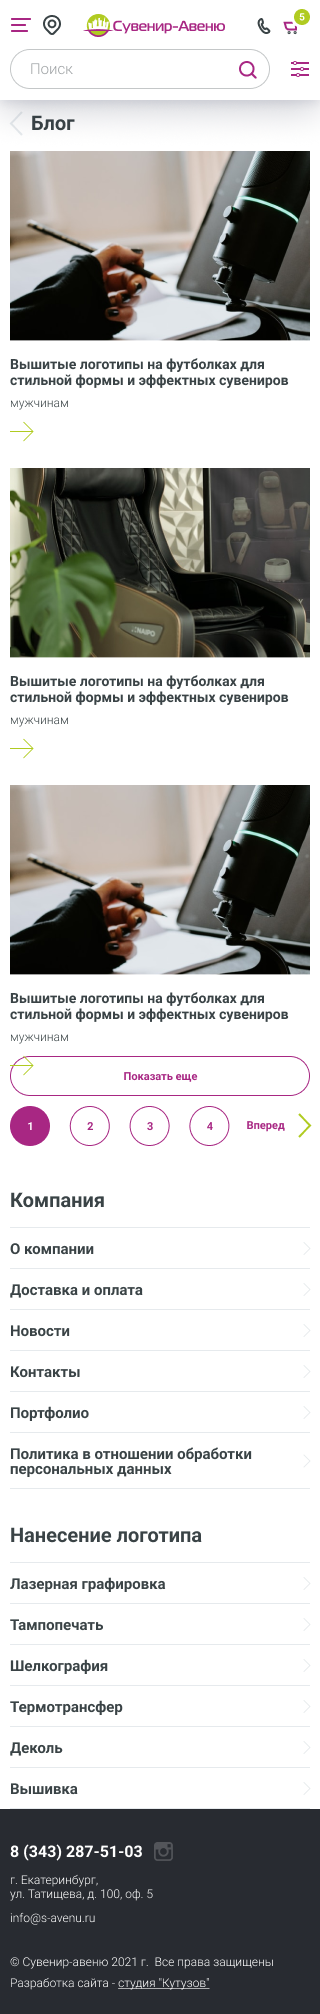 Сувенир-Авеню
5
Поиск
Блог
Вышитые логотипы на футболках для
стильной формы и эффектных сувениров
мужчинам
NAIPO
Вышитые логотипы на футболках для
стильной формы и эффектных сувениров
мужчинам
Вышитые логотипы на футболках для
стильной формы и эффектных сувениров
мужчинам
Показать еще
1 2 3 4 Вперед
Компания
О компании
Доставка и оплата
Новости
Контакты
Портфолио
Политика в отношении обработки
персональных данных
Нанесение логотипа
Лазерная графировка
Тампопечать
Шелкография
Термотрансфер
Деколь
Вышивка
8 (343) 287-51-03
г. Екатеринбург,
ул. Татищева, д. 100, оф. 5
info@s-avenu.ru
© Сувенир-авеню 2021 г. Все права защищены
Разработка сайта - студия "Кутузов"